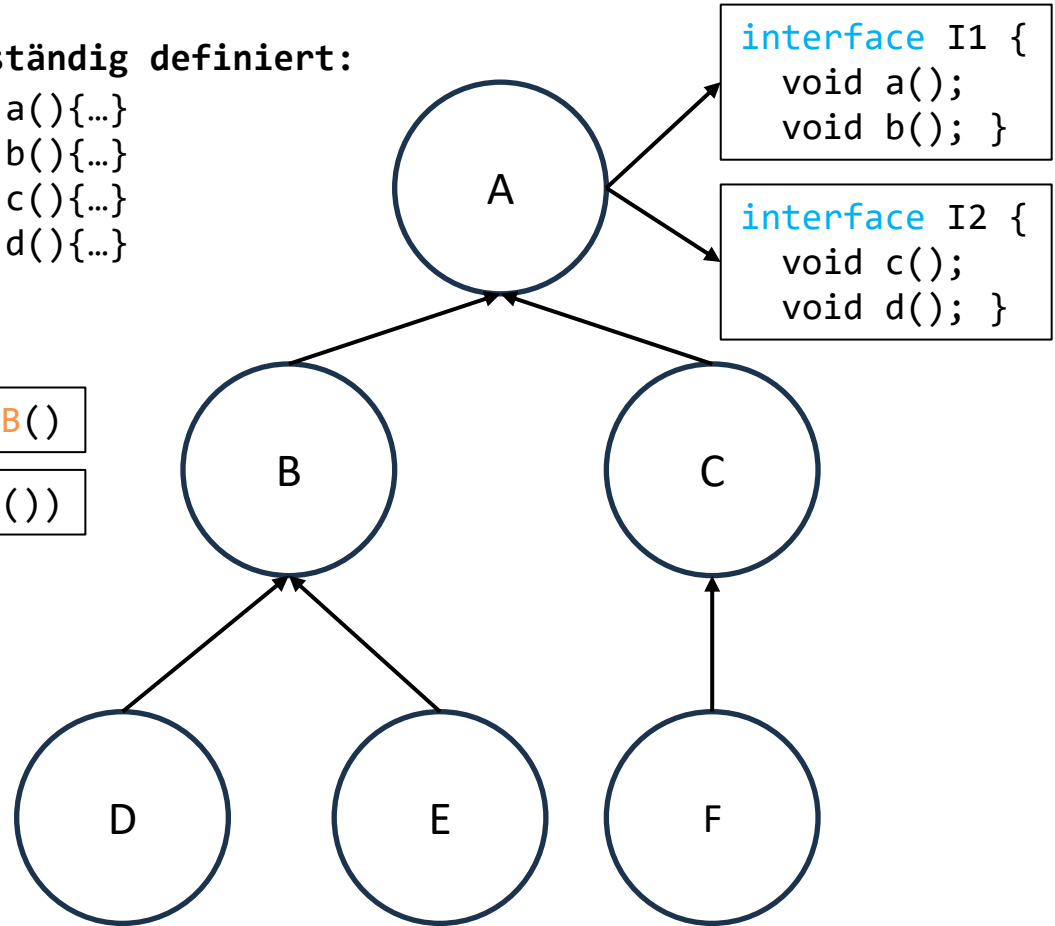 ständig definiert:
a(){…}
b(){…}
c(){…}
d(){…}
interface I1 {
void a();
void b(); }
interface I2 {
void c();
void d(); }
A
B()
())
B
C
D
E
F